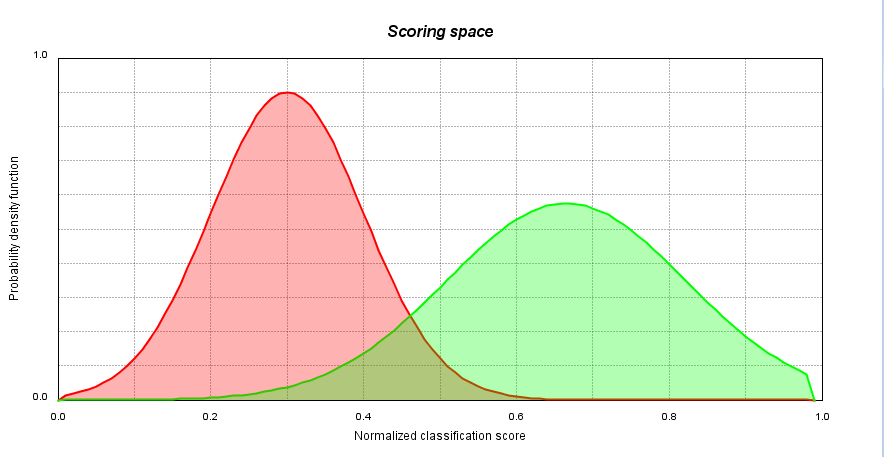 Scoring space
1.0
Probability density function
0.0
0.0 0.2 0.4 0.6 0.8 1.0
Normalized classification score